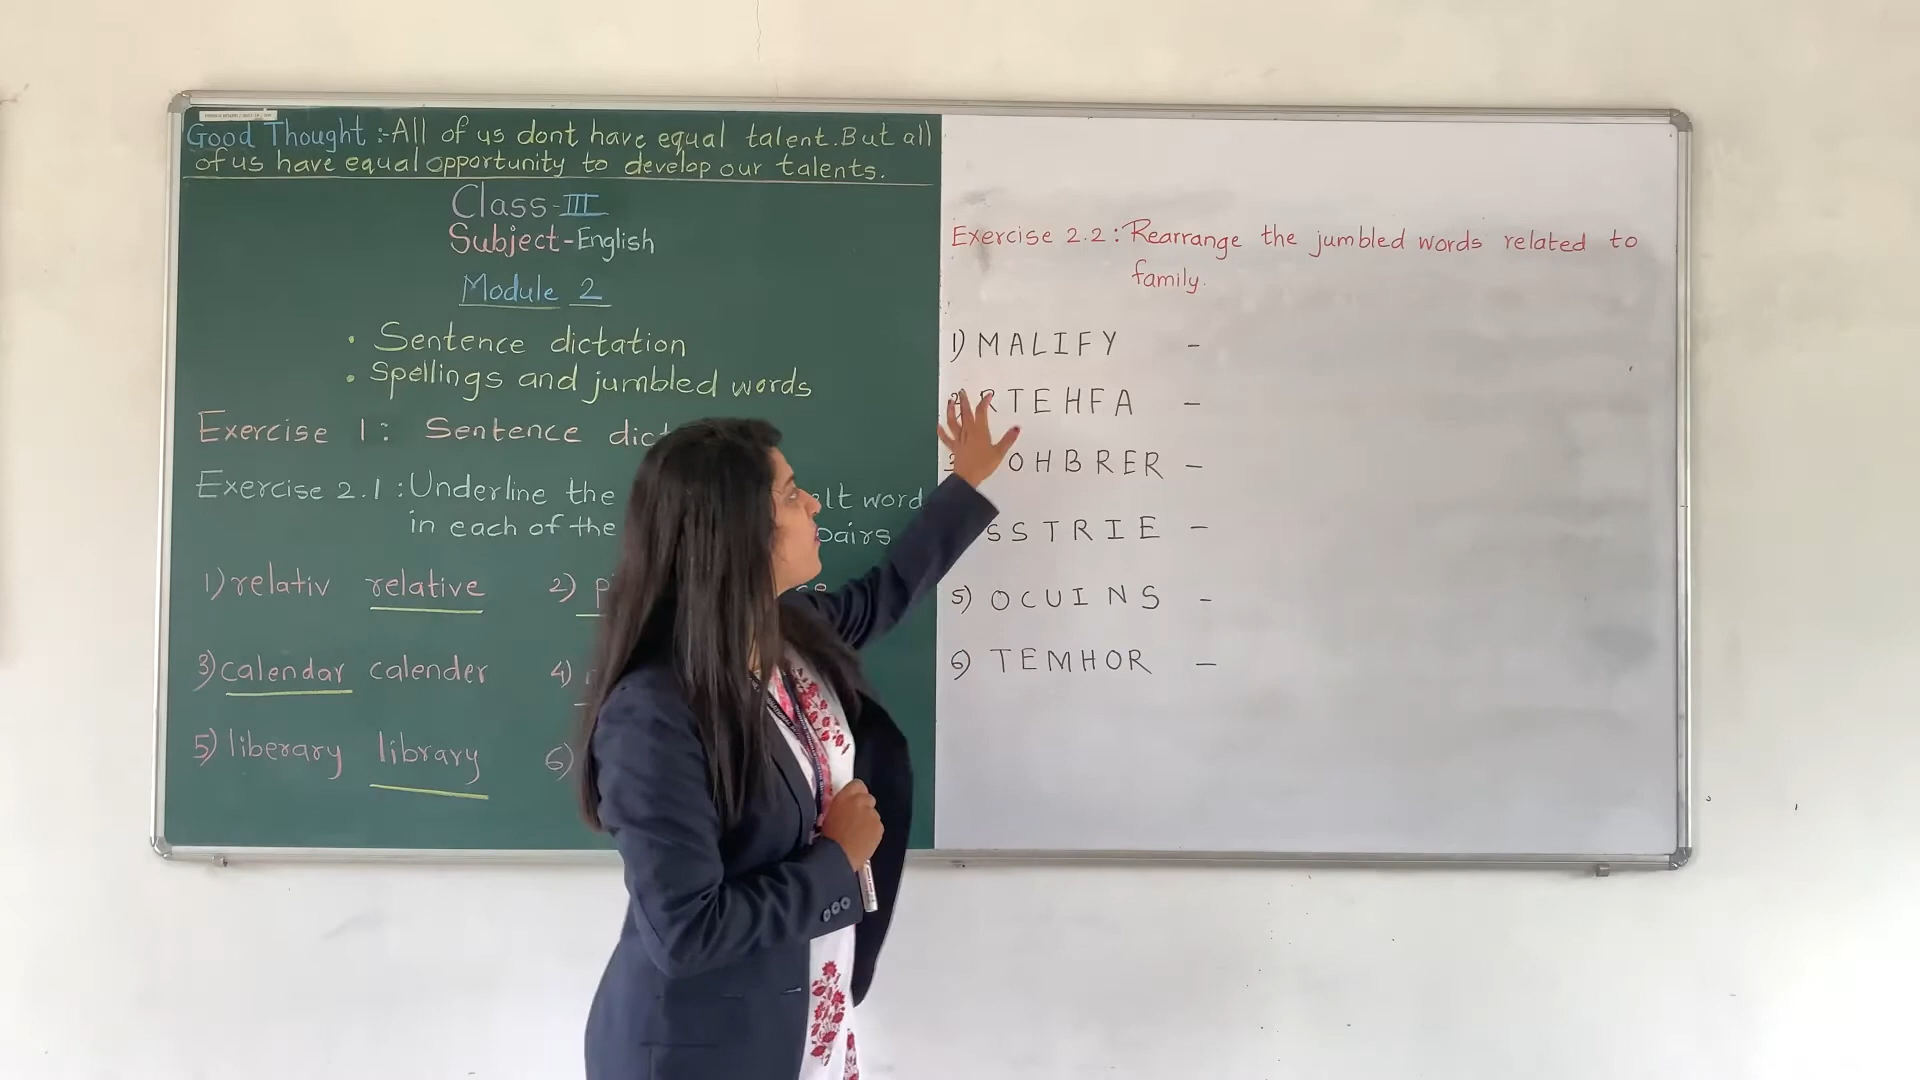 Good Thought :- All of us dont have equal talent. But all
of us have equal opportunity to develop our talents.
Class-III
Subject-English
Module 2
• Sentence dictation
• Spellings and jumbled words
Exercise 1: Sentence
Exercise 2.1: Underline the word
in each of the pairs
1) relativ relative 2)
3) calendar calender 4)
5) liberary library 6)
Exercise 2.2: Rearrange the jumbled words related to
family.
1) MALIFY -
RTEHFA -
OHBRER -
SSTRIE -
5) OCUINS -
6) TEMHOR -